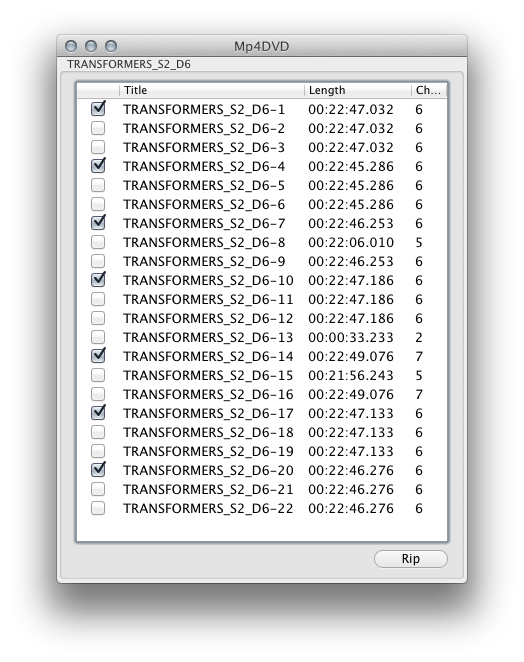 Mp4DVD
TRANSFORMERS_S2_D6
Title Length Ch...
TRANSFORMERS_S2_D6-1 00:22:47.032 6
TRANSFORMERS_S2_D6-2 00:22:47.032 6
TRANSFORMERS_S2_D6-3 00:22:47.032 6
TRANSFORMERS_S2_D6-4 00:22:45.286 6
TRANSFORMERS_S2_D6-5 00:22:45.286 6
TRANSFORMERS_S2_D6-6 00:22:45.286 6
TRANSFORMERS_S2_D6-7 00:22:46.253 6
TRANSFORMERS_S2_D6-8 00:22:06.010 5
TRANSFORMERS_S2_D6-9 00:22:46.253 6
TRANSFORMERS_S2_D6-10 00:22:47.186 6
TRANSFORMERS_S2_D6-11 00:22:47.186 6
TRANSFORMERS_S2_D6-12 00:22:47.186 6
TRANSFORMERS_S2_D6-13 00:00:33.233 2
TRANSFORMERS_S2_D6-14 00:22:49.076 7
TRANSFORMERS_S2_D6-15 00:21:56.243 5
TRANSFORMERS_S2_D6-16 00:22:49.076 7
TRANSFORMERS_S2_D6-17 00:22:47.133 6
TRANSFORMERS_S2_D6-18 00:22:47.133 6
TRANSFORMERS_S2_D6-19 00:22:47.133 6
TRANSFORMERS_S2_D6-20 00:22:46.276 6
TRANSFORMERS_S2_D6-21 00:22:46.276 6
TRANSFORMERS_S2_D6-22 00:22:46.276 6
Rip